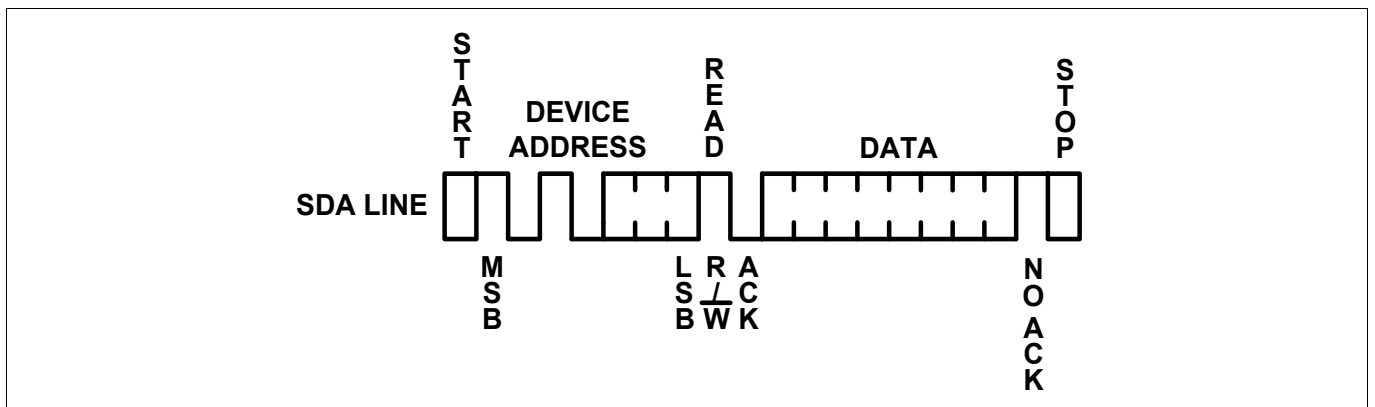 START
DEVICE
ADDRESS
READ
DATA
STOP
SDA LINE
MSB
LSB
R/W
ACK
NO ACK